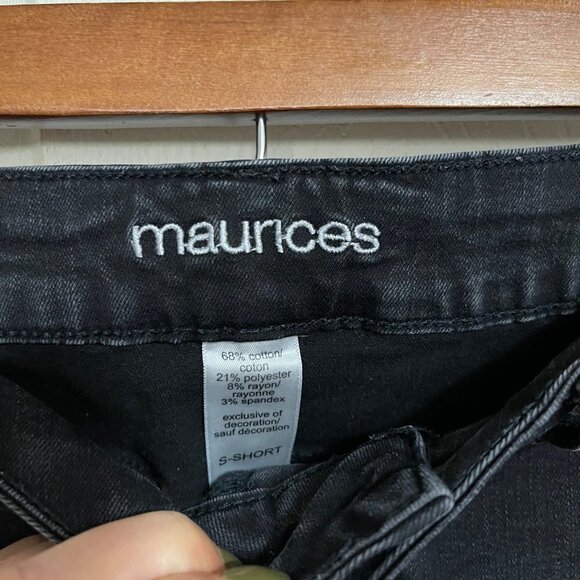 maurices
68% cotton/
coton
21% polyester
8% rayon/
rayonne
3% spandex
exclusive of
decoration/
sauf décoration
S-SHORT